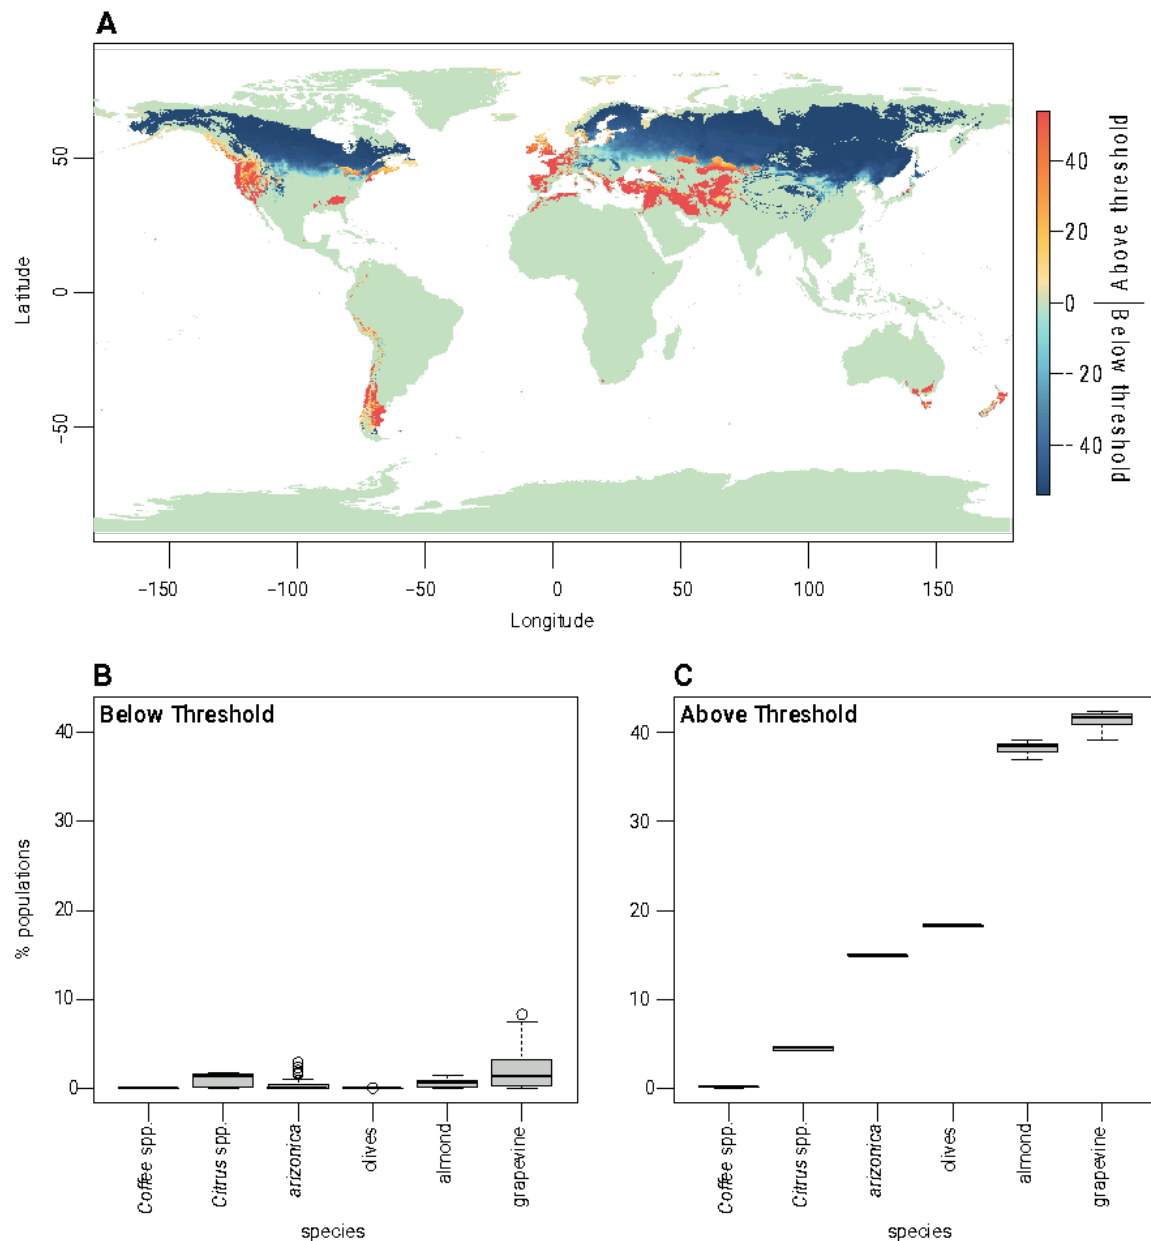 A
50
0
−50
Latitude
−150
−100
−50
0
50
100
150
Longitude
40
20
0
- 20
- 40
Above threshold
Below threshold
B
Below Threshold
40
30
20
10
0
% populations
Coffee spp.
Citrus spp.
arizonica
olives
almond
grapevine
species
C
Above Threshold
40
30
20
10
0
Coffee spp.
Citrus spp.
arizonica
olives
almond
grapevine
species